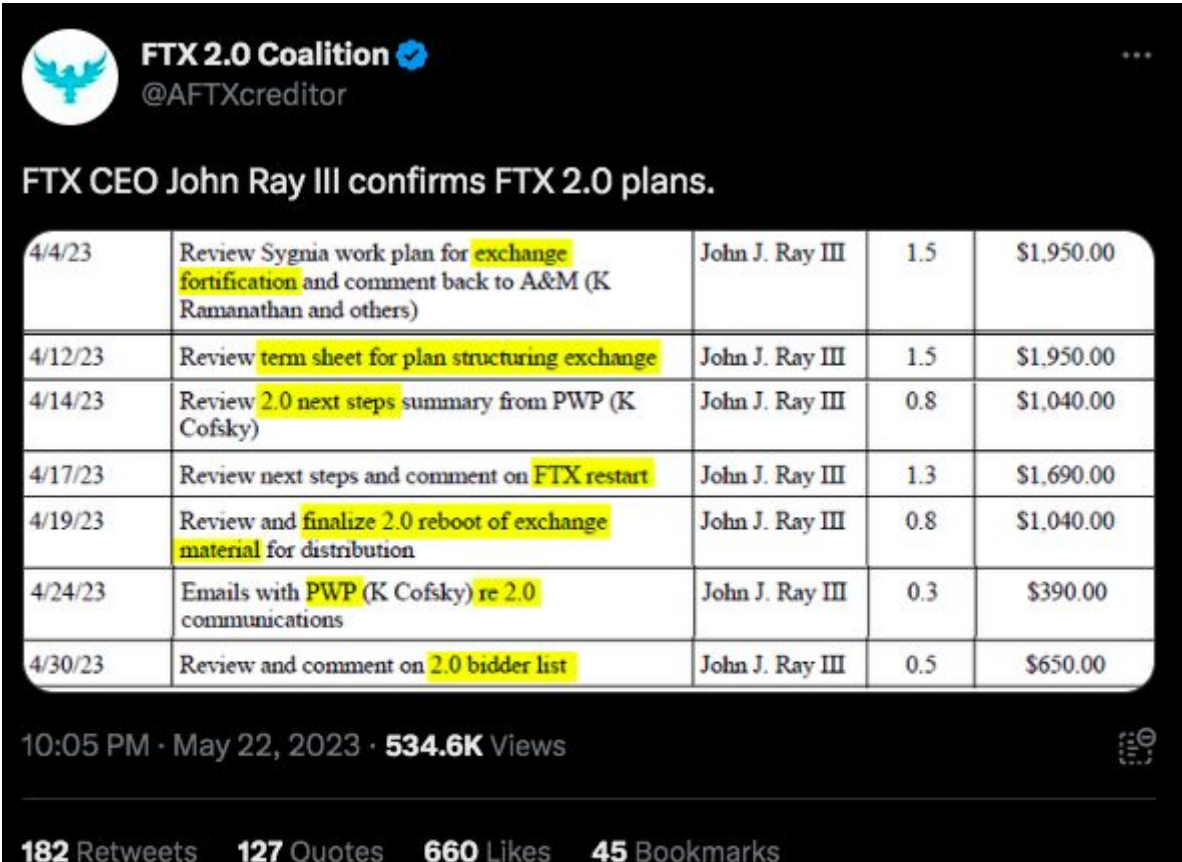 FTX 2.0 Coalition
@AFTXcreditor
FTX CEO John Ray III confirms FTX 2.0 plans.
4/4/23 Review Sygnia work plan for exchange John J. Ray III 1.5 $1,950.00
fortification and comment back to A&M (K
Ramanathan and others)
4/12/23 Review term sheet for plan structuring exchange John J. Ray III 1.5 $1,950.00
4/14/23 Review 2.0 next steps summary from PWP (K John J. Ray III 0.8 $1,040.00
Cofsky)
4/17/23 Review next steps and comment on FTX restart John J. Ray III 1.3 $1,690.00
4/19/23 Review and finalize 2.0 reboot of exchange John J. Ray III 0.8 $1,040.00
material for distribution
4/24/23 Emails with PWP (K Cofsky) re 2.0 John J. Ray III 0.3 $390.00
communications
4/30/23 Review and comment on 2.0 bidder list John J. Ray III 0.5 $650.00
10:05 PM · May 22, 2023 · 534.6K Views
182 Retweets 127 Quotes 660 Likes 45 Bookmarks